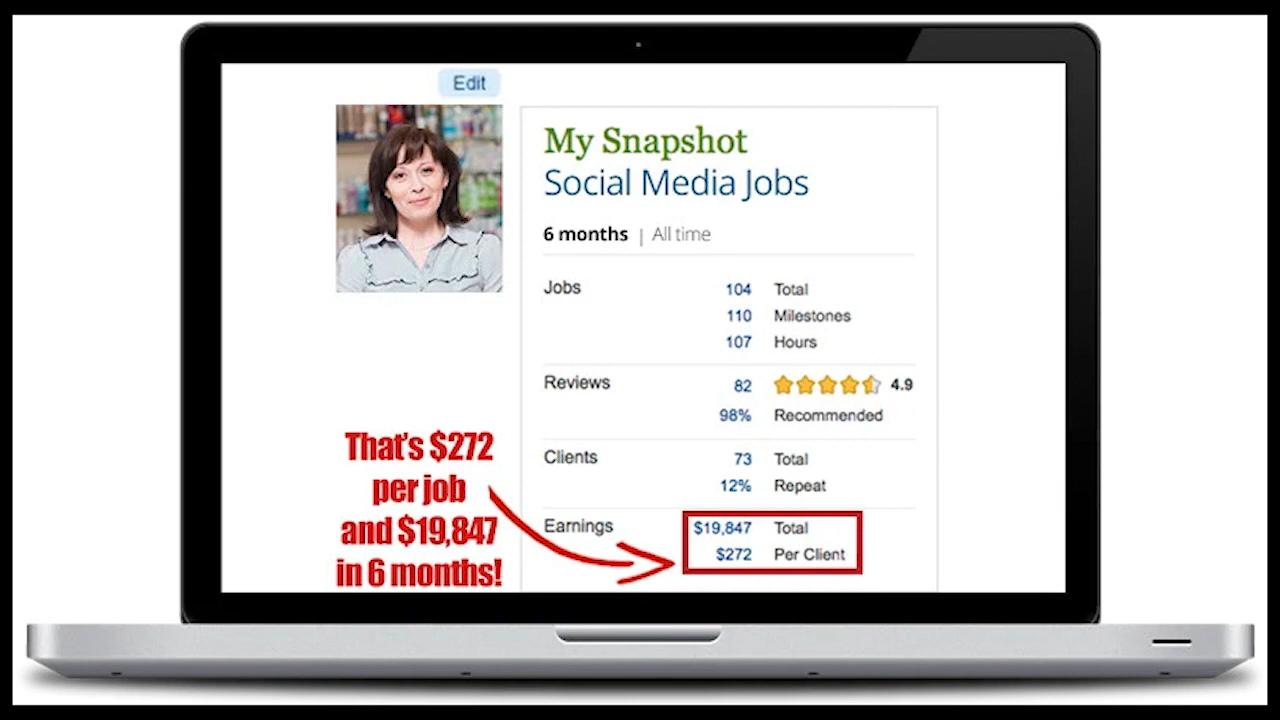 Edit
My Snapshot
Social Media Jobs
6 months | All time
Jobs 104 Total
110 Milestones
107 Hours
Reviews 82 4.9
98% Recommended
Clients 73 Total
12% Repeat
Earnings $19,847 Total
$272 Per Client
That's $272
per job
and $19,847
in 6 months!